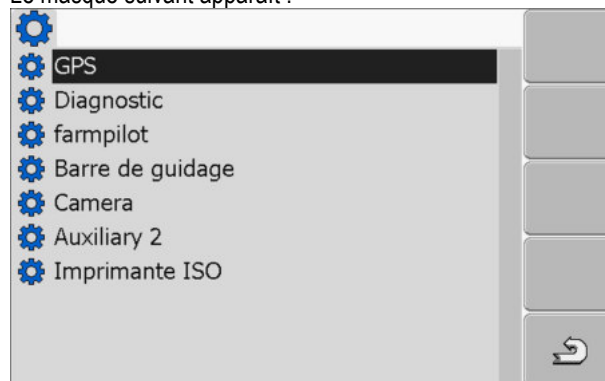 Le masque suivant apparaît :
GPS
Diagnostic
farmpilot
Barre de guidage
Camera
Auxiliary 2
Imprimante ISO